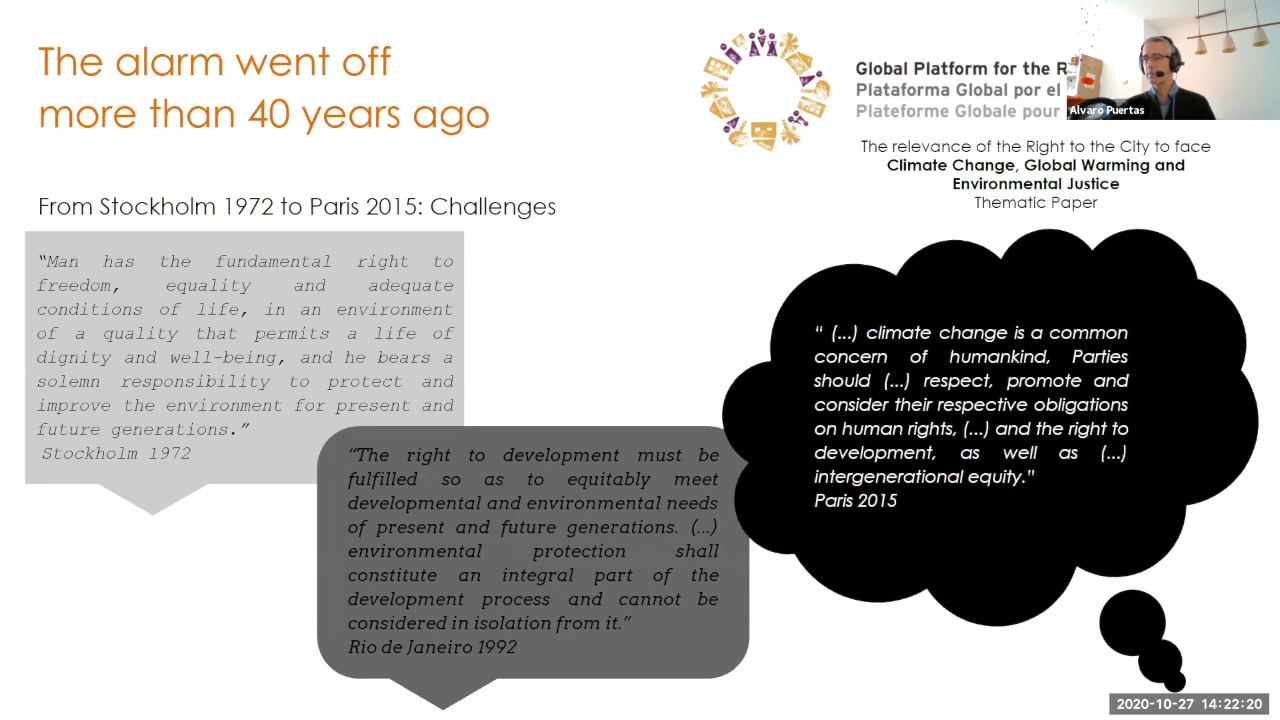 The alarm went off
more than 40 years ago
Global Platform for the R
Plataforma Global por el
Plateforme Globale pour
Alvaro Puertas
The relevance of the Right to the City to face
Climate Change, Global Warming and
Environmental Justice
Thematic Paper
From Stockholm 1972 to Paris 2015: Challenges
“Man has the fundamental right to
freedom, equality and adequate
conditions of life, in an environment
of a quality that permits a life of
dignity and well-being, and he bears a
solemn responsibility to protect and
improve the environment for present and
future generations.”
Stockholm 1972
“The right to development must be
fulfilled so as to equitably meet
developmental and environmental needs
of present and future generations. (...)
environmental protection shall
constitute an integral part of the
development process and cannot be
considered in isolation from it.”
Rio de Janeiro 1992
“ (...) climate change is a common
concern of humankind, Parties
should (...) respect, promote and
consider their respective obligations
on human rights, (...) and the right to
development, as well as (...)
intergenerational equity."
Paris 2015
2020-10-27 14:22:20